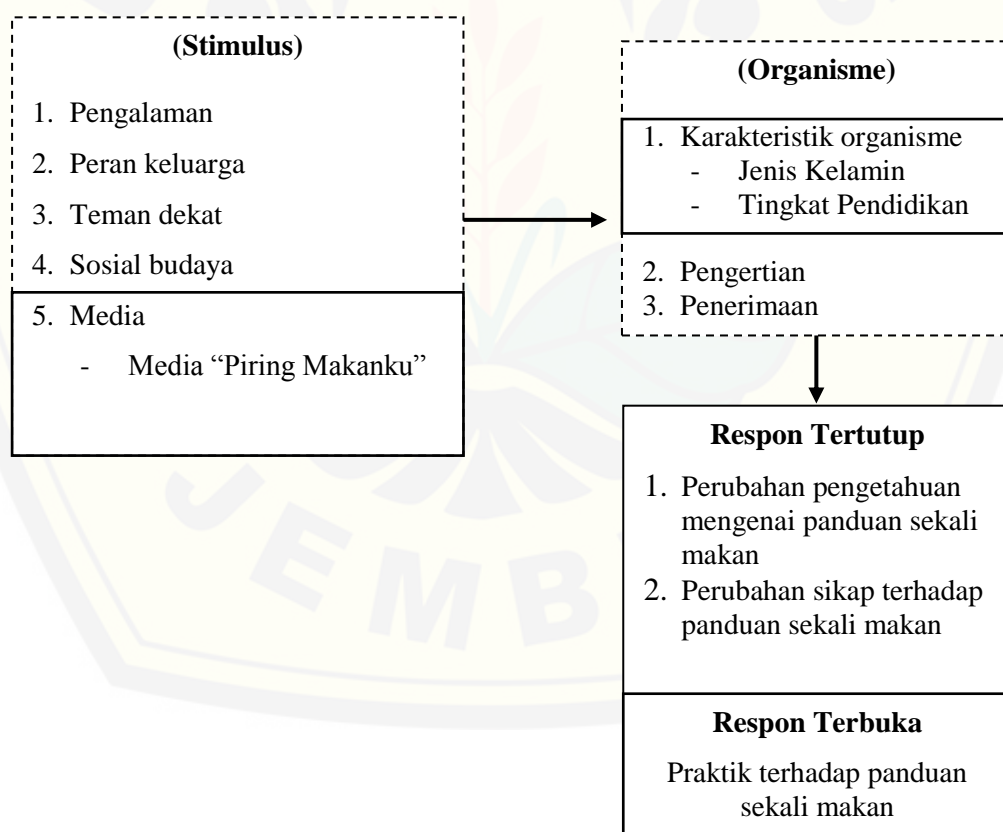 (Stimulus)
1. Pengalaman
2. Peran keluarga
3. Teman dekat
4. Sosial budaya
5. Media
- Media “Piring Makanku”
(Organisme)
1. Karakteristik organisme
- Jenis Kelamin
- Tingkat Pendidikan
2. Pengertian
3. Penerimaan
Respon Tertutup
1. Perubahan pengetahuan
mengenai panduan sekali
makan
2. Perubahan sikap terhadap
panduan sekali makan
Respon Terbuka
Praktik terhadap panduan
sekali makan
JEMB